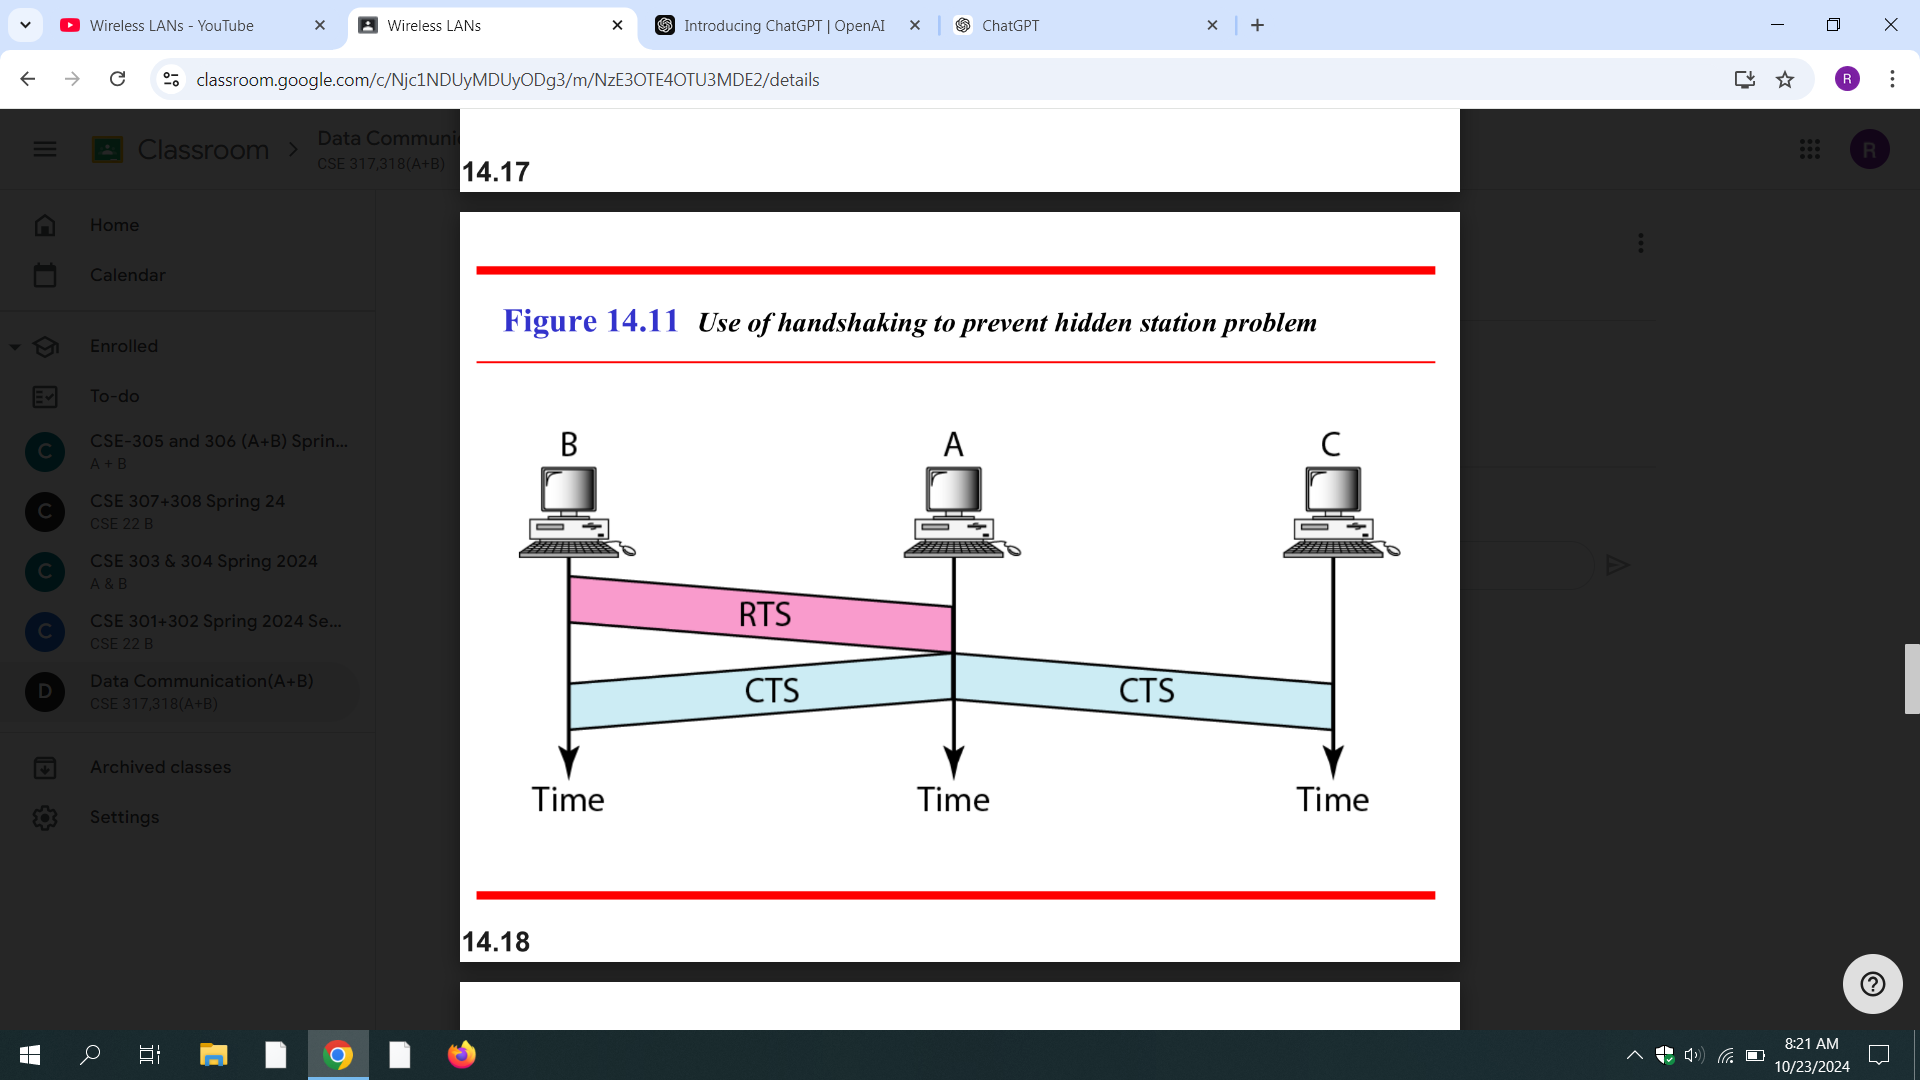 Wireless LANs - YouTube
Wireless LANs
Introducing ChatGPT | OpenAI
ChatGPT
classroom.google.com/c/Njc1NDUyMDUyODg3/m/NzE3OTE4OTU3MDE2/details
R
Classroom
Data Communi
CSE 317,318(A+B)
R
14.17
Home
Calendar
Enrolled
To-do
C
CSE-305 and 306 (A+B) Sprin...
A + B
C
CSE 307+308 Spring 24
CSE 22 B
C
CSE 303 & 304 Spring 2024
A & B
C
CSE 301+302 Spring 2024 Se...
CSE 22 B
D
Data Communication(A+B)
CSE 317,318(A+B)
Archived classes
Settings
Figure 14.11 Use of handshaking to prevent hidden station problem
B A C
RTS
CTS CTS
Time Time Time
14.18
8:21 AM
10/23/2024